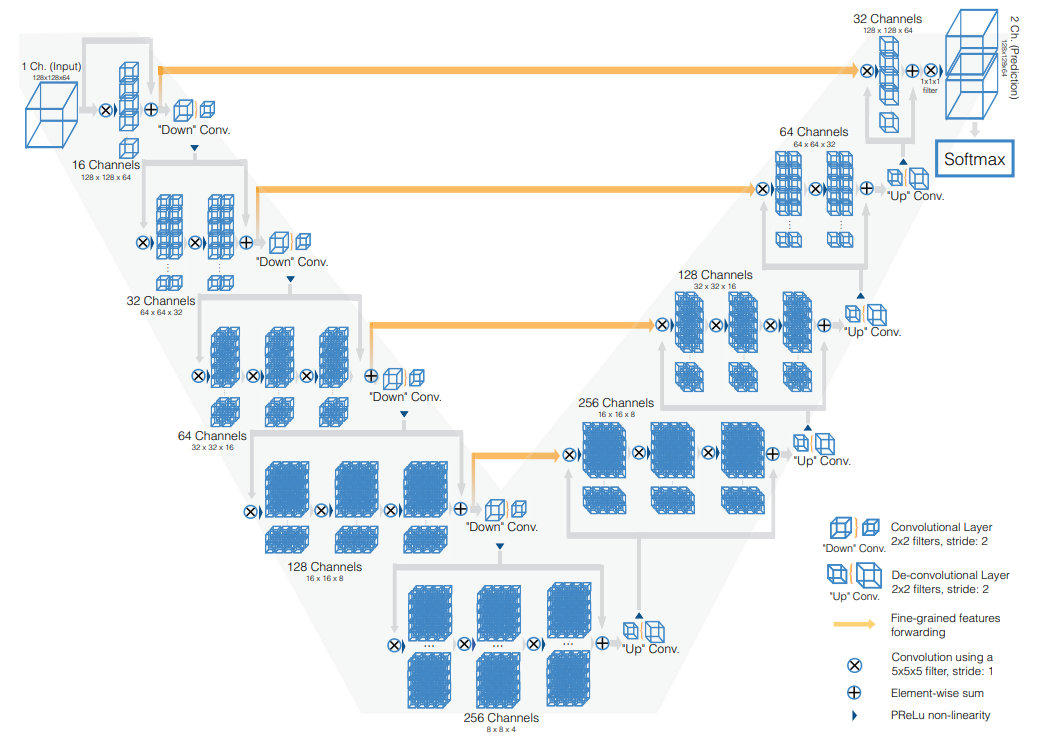 1 Ch. (Input)
128x128x64
"Down" Conv.
16 Channels
128 x 128 x 64
"Down" Conv.
32 Channels
64 x 64 x 32
"Down" Conv.
64 Channels
32 x 32 x 16
"Down" Conv.
128 Channels
16 x 16 x 8
256 Channels
8 x 8 x 4
"Up" Conv.
256 Channels
16 x 16 x 8
"Up" Conv.
128 Channels
32 x 32 x 16
"Up" Conv.
64 Channels
64 x 64 x 32
"Up" Conv.
32 Channels
128 x 128 x 64
1x1x1
filter
2 Ch. (Prediction)
128x128x64
Softmax
"Down" Conv.
Convolutional Layer
2x2 filters, stride: 2
"Up" Conv.
De-convolutional Layer
2x2 filters, stride: 2
Fine-grained features
forwarding
Convolution using a
5x5x5 filter, stride: 1
Element-wise sum
PReLu non-linearity